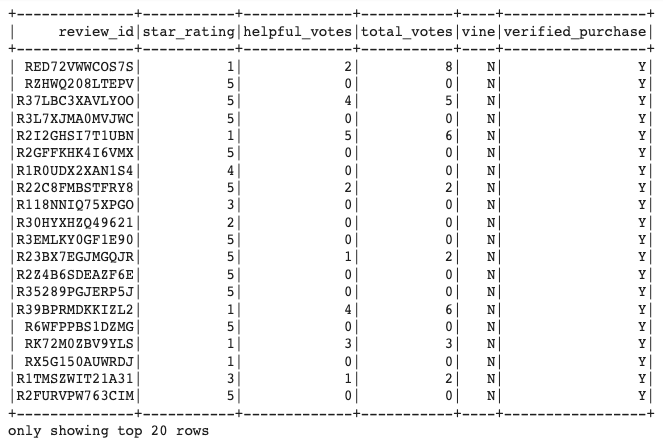 +--------------+-----------+-------------+-----------+----+-----------------+
|     review_id|star_rating|helpful_votes|total_votes|vine|verified_purchase|
+--------------+-----------+-------------+-----------+----+-----------------+
| RED72VWWCOS7S|          1|            2|          8|   N|                Y|
| RZHWQ208LTEPV|          5|            0|          0|   N|                Y|
|R37LBC3XAVLYOO|          5|            4|          5|   N|                Y|
|R3L7XJMA0MVJWC|          5|            0|          0|   N|                Y|
|R2I2GHSI7T1UBN|          1|            5|          6|   N|                Y|
|R2GFFKHK4I6VMX|          5|            0|          0|   N|                Y|
|R1R0UDX2XAN1S4|          4|            0|          0|   N|                Y|
|R22C8FMBSTFRY8|          5|            2|          2|   N|                Y|
|R118NNIQ75XPGO|          3|            0|          0|   N|                Y|
|R30HYXHZQ49621|          2|            0|          0|   N|                Y|
|R3EMLKY0GF1E90|          5|            0|          0|   N|                Y|
|R23BX7EGJMGQJR|          5|            1|          2|   N|                Y|
|R2Z4B6SDEAZF6E|          5|            0|          0|   N|                Y|
|R35289PGJERP5J|          5|            0|          0|   N|                Y|
|R39BPRMDKKIZL2|          1|            4|          6|   N|                Y|
| R6WFPPBS1DZMG|          5|            0|          0|   N|                Y|
| RK72M0ZBV9YLS|          1|            3|          3|   N|                Y|
| RX5G150AUWRDJ|          1|            0|          0|   N|                Y|
|R1TMSZWIT21A31|          3|            1|          2|   N|                Y|
|R2FURVPW763CIM|          5|            0|          0|   N|                Y|
+--------------+-----------+-------------+-----------+----+-----------------+
only showing top 20 rows